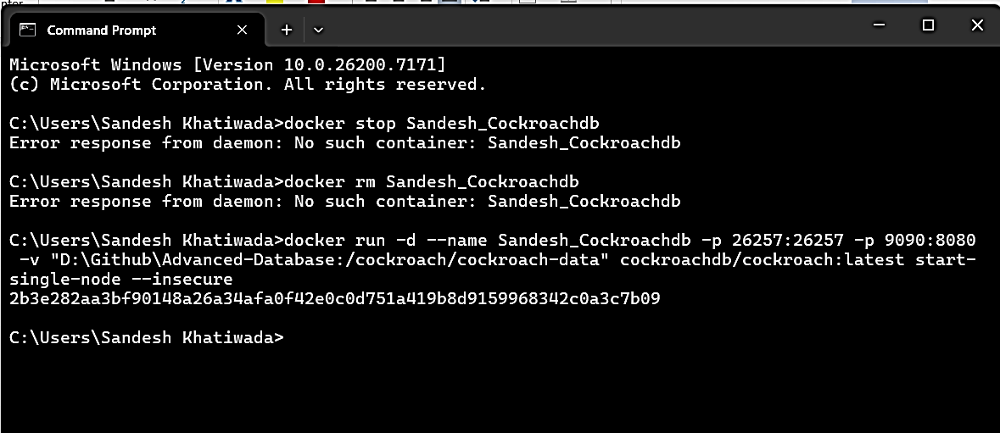 Command Prompt
Microsoft Windows [Version 10.0.26200.7171]
(c) Microsoft Corporation. All rights reserved.
C:\Users\Sandesh Khatiwada>docker stop Sandesh_Cockroachdb
Error response from daemon: No such container: Sandesh_Cockroachdb
C:\Users\Sandesh Khatiwada>docker rm Sandesh_Cockroachdb
Error response from daemon: No such container: Sandesh_Cockroachdb
C:\Users\Sandesh Khatiwada>docker run -d --name Sandesh_Cockroachdb -p 26257:26257 -p 9090:8080
-v "D:\Github\Advanced-Database:/cockroach/cockroach-data" cockroachdb/cockroach:latest start-
single-node --insecure
2b3e282aa3bf90148a26a34afa0f42e0c0d751a419b8d9159968342c0a3c7b09
C:\Users\Sandesh Khatiwada>